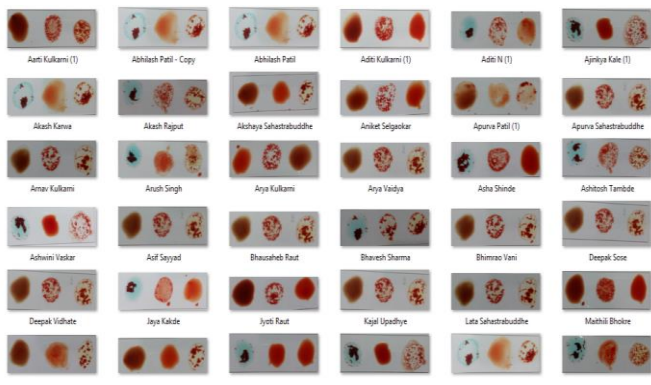 Aarti Kulkarni (1) Abhilash Patil - Copy Abhilash Patil Aditi Kulkarni (1) Aditi N (1) Ajinkya Kale (1)
Akash Karwa Akash Rajput Akshaya Sahastrabuddhe Aniket Selgaokar Apurva Patil (1) Apurva Sahastrabuddhe
Arnav Kulkarni Arush Singh Arya Kulkarni Arya Vaidya Asha Shinde Ashitosh Tambde
Ashwini Vaskar Asif Sayyad Bhausaheb Raut Bhavesh Sharma Bhimrao Vani Deepak Sose
Deepak Vidhate Jaya Kakde Jyoti Raut Kajal Upadhye Lata Sahastrabuddhe Maithili Bhokre